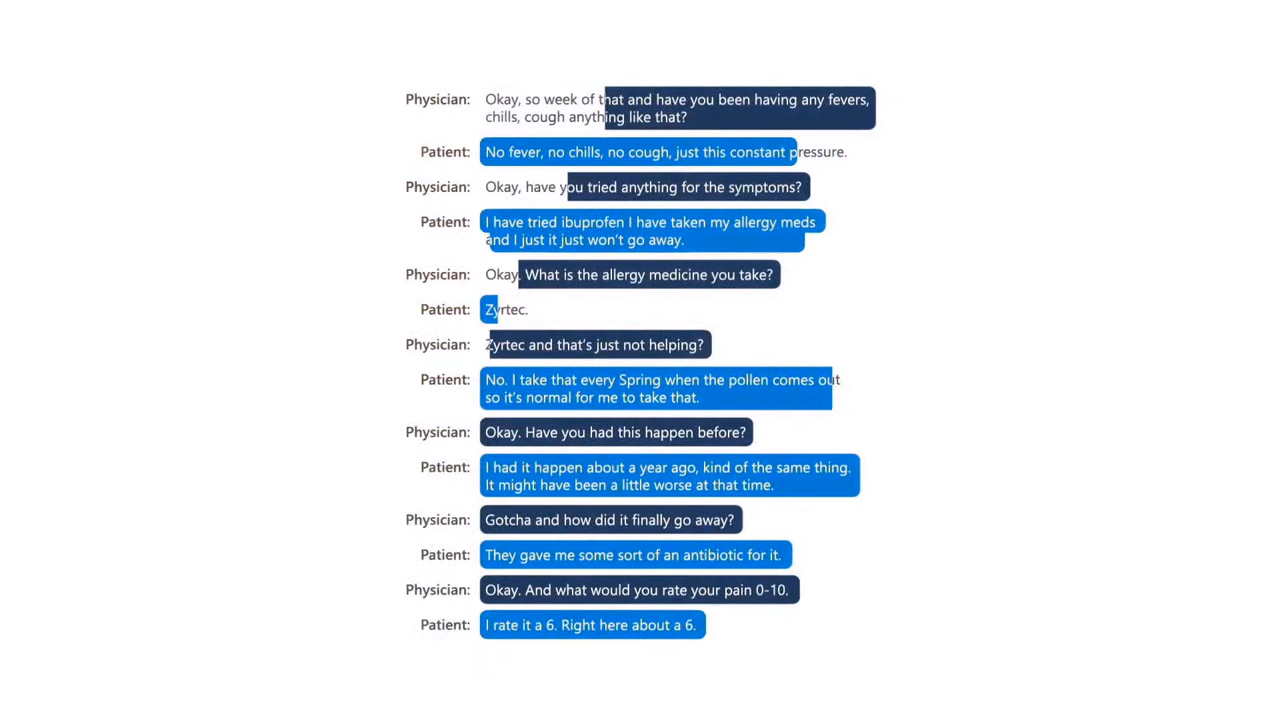 Physician: Okay, so week of that and have you been having any fevers,
chills, cough anything like that?
Patient: No fever, no chills, no cough, just this constant pressure.
Physician: Okay, have you tried anything for the symptoms?
Patient: I have tried ibuprofen I have taken my allergy meds
and I just it just won't go away.
Physician: Okay. What is the allergy medicine you take?
Patient: Zyrtec.
Physician: Zyrtec and that's just not helping?
Patient: No. I take that every Spring when the pollen comes out
so it's normal for me to take that.
Physician: Okay. Have you had this happen before?
Patient: I had it happen about a year ago, kind of the same thing.
It might have been a little worse at that time.
Physician: Gotcha and how did it finally go away?
Patient: They gave me some sort of an antibiotic for it.
Physician: Okay. And what would you rate your pain 0-10.
Patient: I rate it a 6. Right here about a 6.